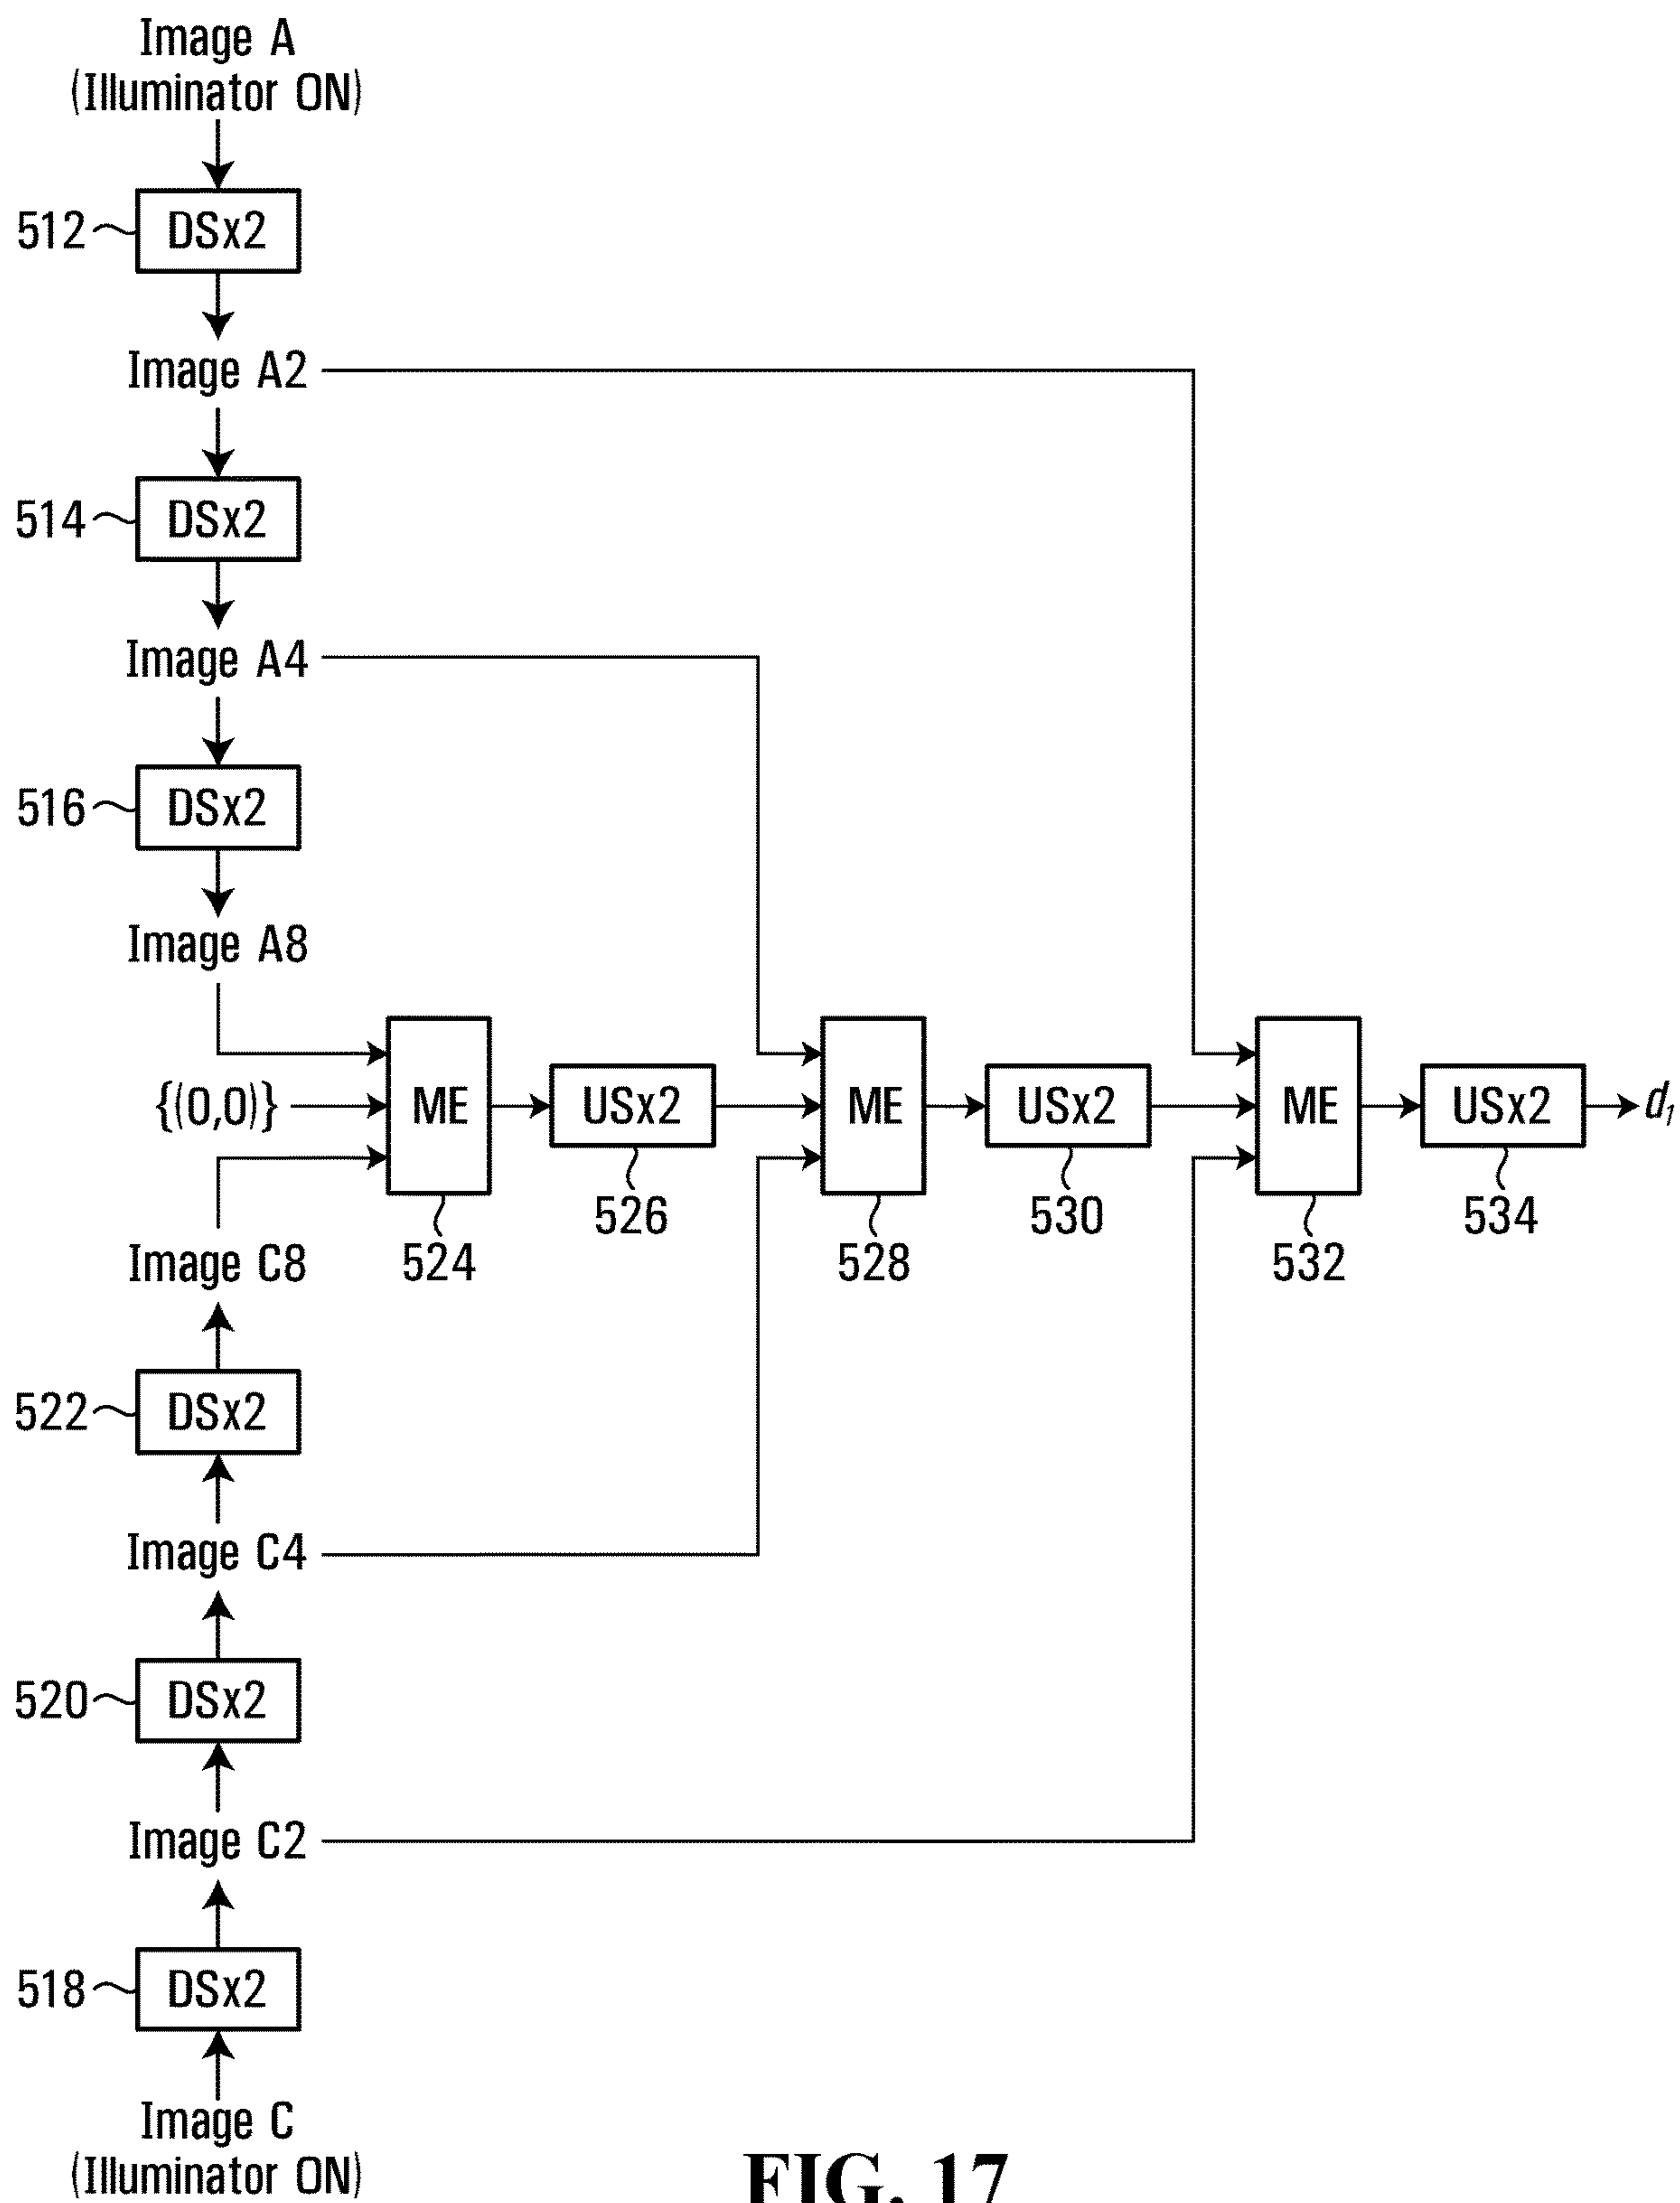 Image A
(Illuminator ON)
512
DSx2
Image A2
514
DSx2
Image A4
516
DSx2
Image A8
{(0,0)}
ME
USx2
ME
USx2
ME
USx2
d1
526
530
534
524
528
532
Image C8
522
DSx2
Image C4
520
DSx2
Image C2
518
DSx2
Image C
(Illuminator ON)
FIG. 17